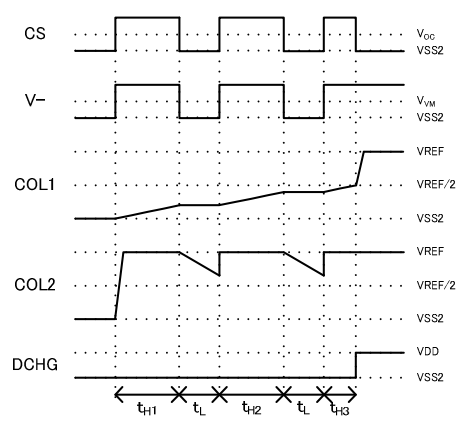 CS
V_OC
VSS2
V−
V_VM
VSS2
COL1
VREF
VREF/2
VSS2
COL2
VREF
VREF/2
VSS2
DCHG
VDD
VSS2
t_H1 t_L t_H2 t_L t_H3